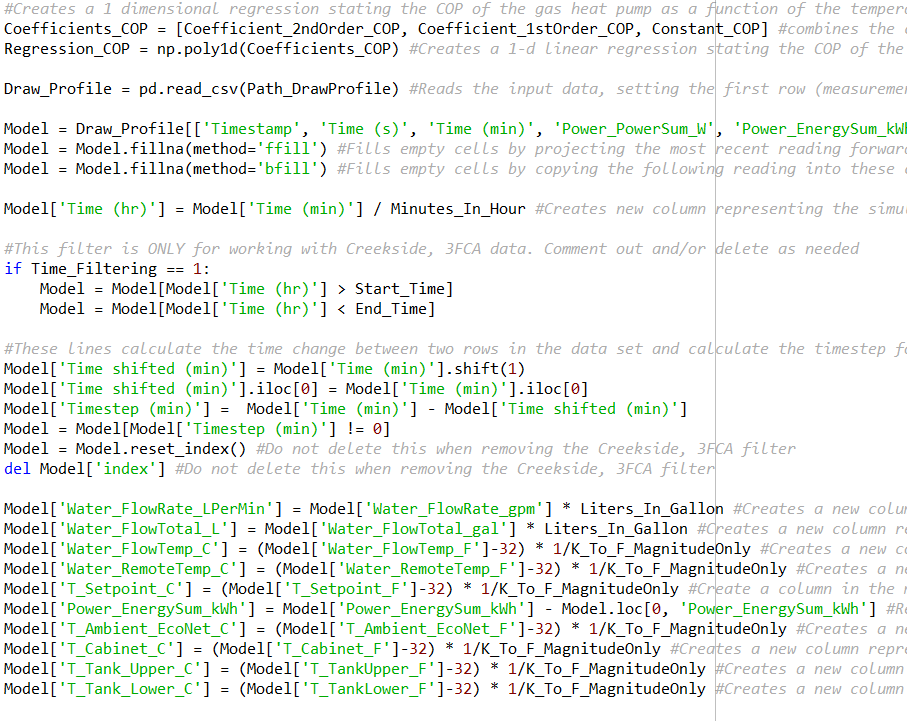 #Creates a 1 dimensional regression stating the COP of the gas heat pump as a function of the tempera
Coefficients_COP = [Coefficient_2ndOrder_COP, Coefficient_1stOrder_COP, Constant_COP] #combines the c
Regression_COP = np.poly1d(Coefficients_COP) #Creates a 1-d linear regression stating the COP of the
Draw_Profile = pd.read_csv(Path_DrawProfile) #Reads the input data, setting the first row (measuremen
Model = Draw_Profile[['Timestamp', 'Time (s)', 'Time (min)', 'Power_PowerSum_W', 'Power_EnergySum_kWh
Model = Model.fillna(method='ffill') #Fills empty cells by projecting the most recent reading forward
Model = Model.fillna(method='bfill') #Fills empty cells by copying the following reading into these c
Model['Time (hr)'] = Model['Time (min)'] / Minutes_In_Hour #Creates new column representing the simu
#This filter is ONLY for working with Creekside, 3FCA data. Comment out and/or delete as needed
if Time_Filtering == 1:
    Model = Model[Model['Time (hr)'] > Start_Time]
    Model = Model[Model['Time (hr)'] < End_Time]
#These lines calculate the time change between two rows in the data set and calculate the timestep fo
Model['Time shifted (min)'] = Model['Time (min)'].shift(1)
Model['Time shifted (min)'].iloc[0] = Model['Time (min)'].iloc[0]
Model['Timestep (min)'] =  Model['Time (min)'] - Model['Time shifted (min)']
Model = Model[Model['Timestep (min)'] != 0]
Model = Model.reset_index() #Do not delete this when removing the Creekside, 3FCA filter
del Model['index'] #Do not delete this when removing the Creekside, 3FCA filter
Model['Water_FlowRate_LPerMin'] = Model['Water_FlowRate_gpm'] * Liters_In_Gallon #Creates a new colum
Model['Water_FlowTotal_L'] = Model['Water_FlowTotal_gal'] * Liters_In_Gallon #Creates a new column re
Model['Water_FlowTemp_C'] = (Model['Water_FlowTemp_F']-32) * 1/K_To_F_MagnitudeOnly #Creates a new co
Model['Water_RemoteTemp_C'] = (Model['Water_RemoteTemp_F']-32) * 1/K_To_F_MagnitudeOnly #Creates a ne
Model['T_Setpoint_C'] = (Model['T_Setpoint_F']-32) * 1/K_To_F_MagnitudeOnly #Create a column in the m
Model['Power_EnergySum_kWh'] = Model['Power_EnergySum_kWh'] - Model.loc[0, 'Power_EnergySum_kWh'] #Re
Model['T_Ambient_EcoNet_C'] = (Model['T_Ambient_EcoNet_F']-32) * 1/K_To_F_MagnitudeOnly #Creates a ne
Model['T_Cabinet_C'] = (Model['T_Cabinet_F']-32) * 1/K_To_F_MagnitudeOnly #Creates a new column repre
Model['T_Tank_Upper_C'] = (Model['T_TankUpper_F']-32) * 1/K_To_F_MagnitudeOnly #Creates a new column
Model['T_Tank_Lower_C'] = (Model['T_TankLower_F']-32) * 1/K_To_F_MagnitudeOnly #Creates a new column